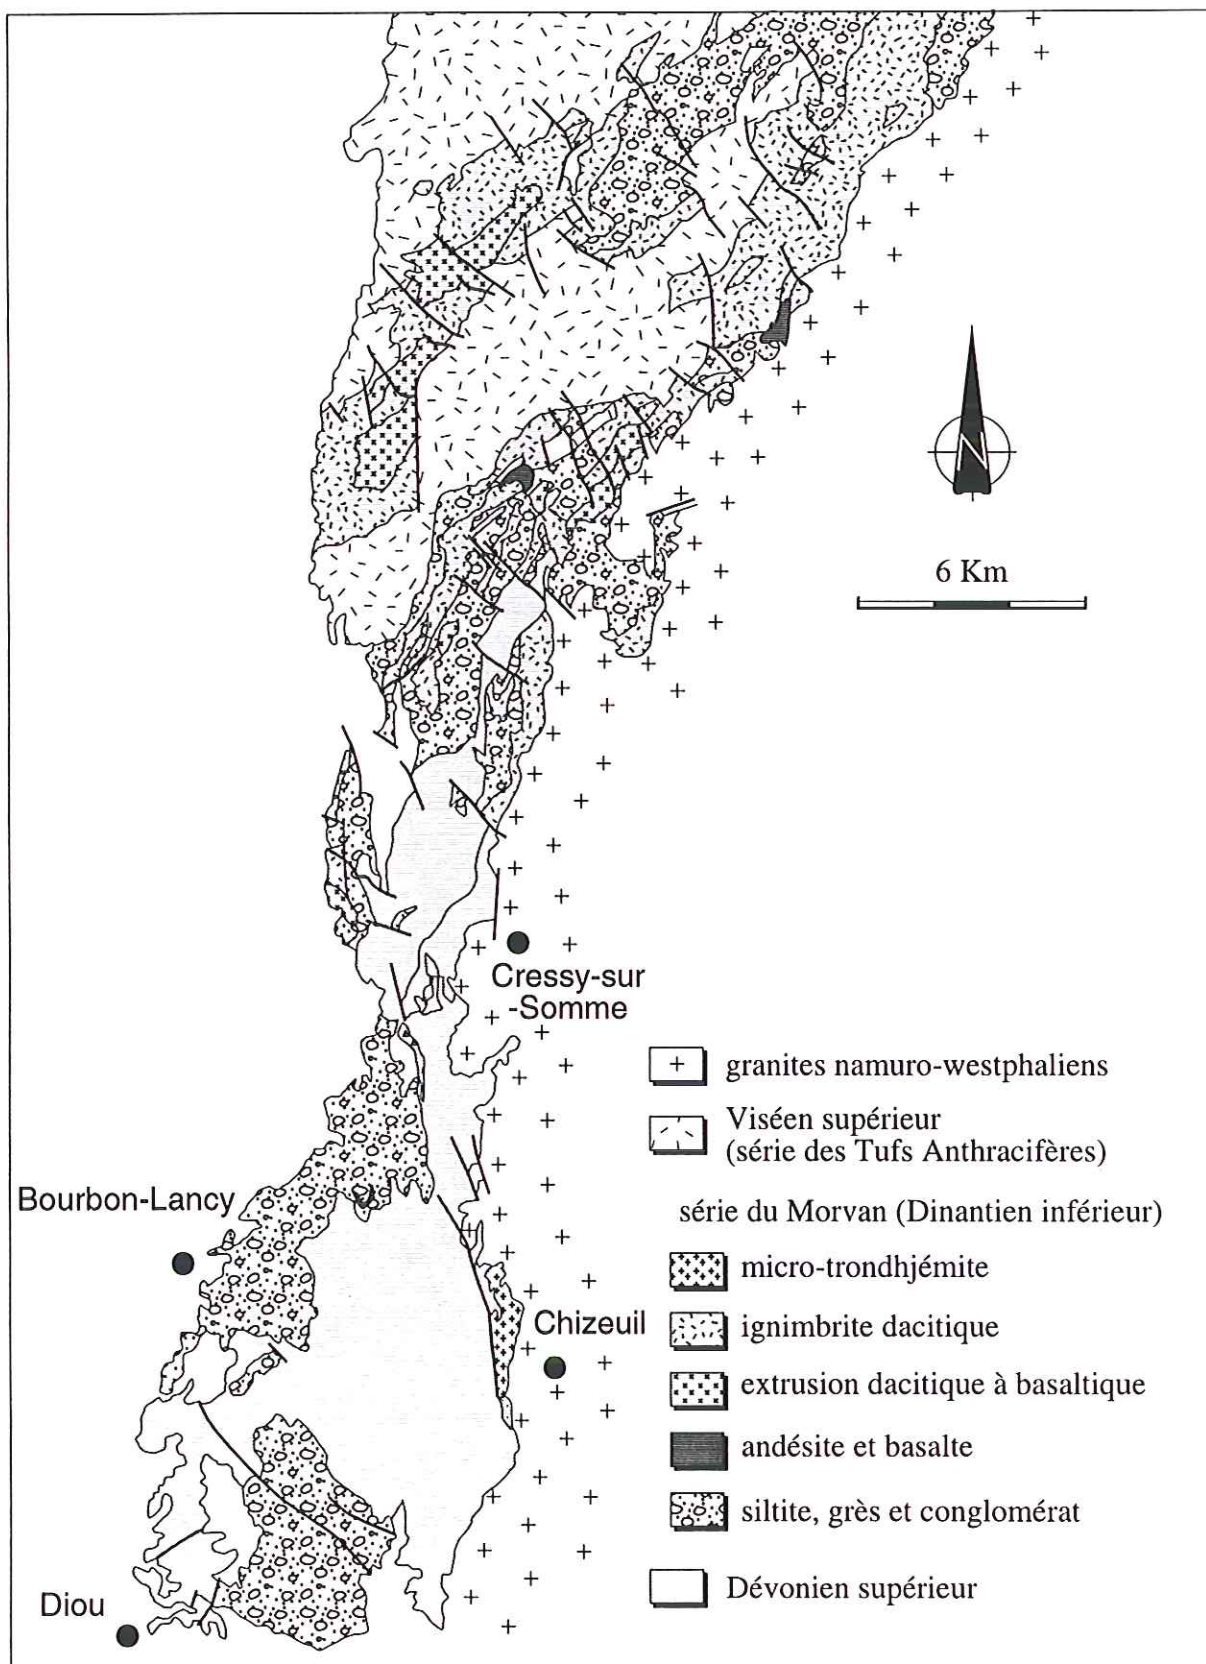 N
6 Km
Cressy-sur
-Somme
granites namuro-westphaliens
Viséen supérieur
(série des Tufs Anthracifères)
Bourbon-Lancy
série du Morvan (Dinantien inférieur)
micro-trondhjémite
Chizeuil
ignimbrite dacitique
extrusion dacitique à basaltique
andésite et basalte
siltite, grès et conglomérat
Dévonien supérieur
Diou